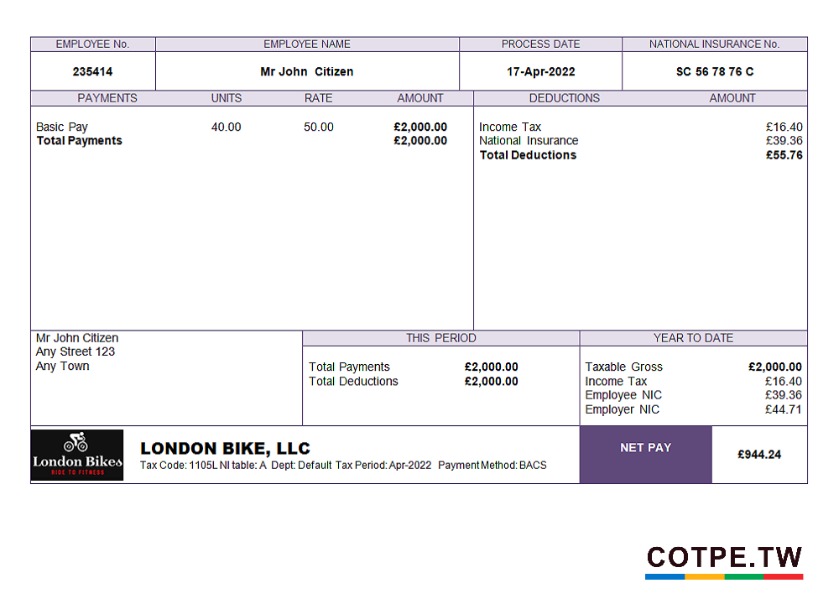 EMPLOYEE No. EMPLOYEE NAME PROCESS DATE NATIONAL INSURANCE No.
235414 Mr John Citizen 17-Apr-2022 SC 56 78 76 C
PAYMENTS UNITS RATE AMOUNT DEDUCTIONS AMOUNT
Basic Pay 40.00 50.00 £2,000.00 Income Tax £16.40
Total Payments £2,000.00 National Insurance £39.36
Total Deductions £55.76
Mr John Citizen THIS PERIOD YEAR TO DATE
Any Street 123
Any Town Total Payments £2,000.00 Taxable Gross £2,000.00
Total Deductions £2,000.00 Income Tax £16.40
Employee NIC £39.36
Employer NIC £44.71
London Bikes
RIDE TO FITNESS
LONDON BIKE, LLC
Tax Code: 1105L NI table: A Dept: Default Tax Period: Apr-2022 Payment Method: BACS
NET PAY £944.24
COTPE.TW